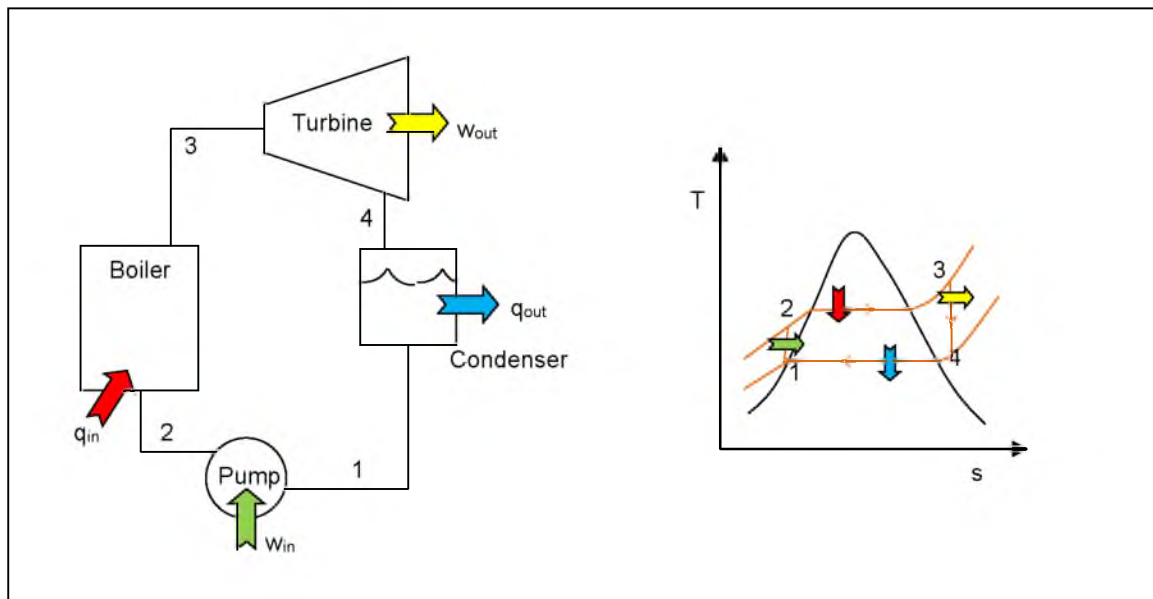 Turbine
Wout
3
4
Boiler
qout
Condenser
qin
2
1
Pump
Win
T
3
2
4
1
s